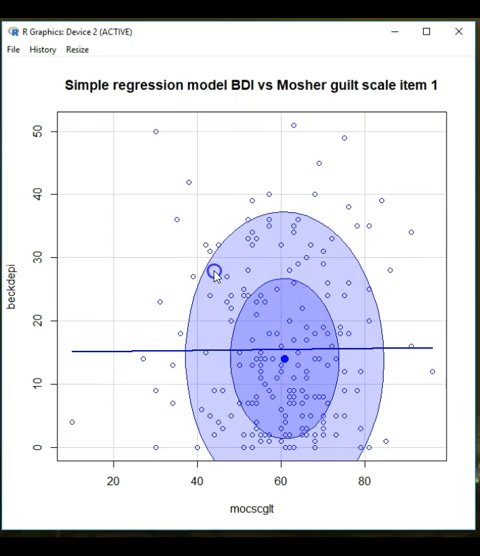 R Graphics: Device 2 (ACTIVE)
File History Resize
Simple regression model BDI vs Mosher guilt scale item 1
50
40
30
20
10
0
beckdepi
20 40 60 80
mocscglt